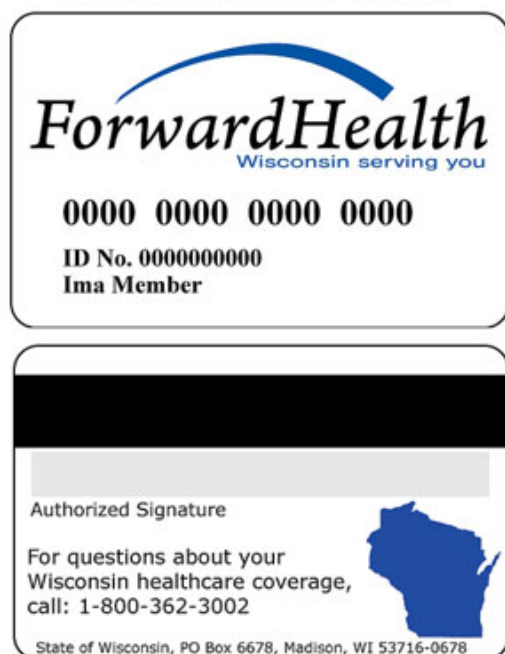 ForwardHealth
Wisconsin serving you
0000 0000 0000 0000
ID No. 0000000000
Ima Member
Authorized Signature
For questions about your
Wisconsin healthcare coverage,
call: 1-800-362-3002
State of Wisconsin, PO Box 6678, Madison, WI 53716-0678